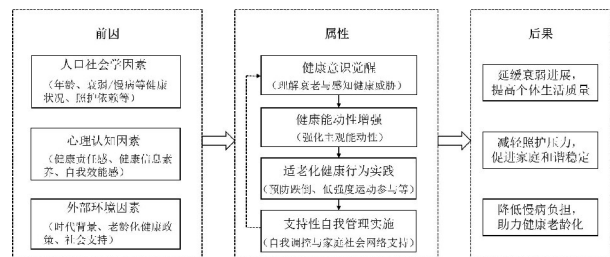 前因
人口社会学因素
（年龄、衰弱/慢病等健康
状况、照护依赖等）
心理认知因素
（健康责任感、健康信息素
养、自我效能感）
外部环境因素
（时代背景、老龄化健康政
策、社会支持）
属性
健康意识觉醒
（理解衰老与感知健康威胁）
健康能动性增强
（强化主观能动性）
适老化健康行为实践
（预防跌倒、低强度运动参与等）
支持性自我管理实施
（自我调控与家庭社会网络支持）
后果
延缓衰弱进展，
提高个体生活质量
减轻照护压力，
促进家庭和谐稳定
降低慢病负担，
助力健康老龄化